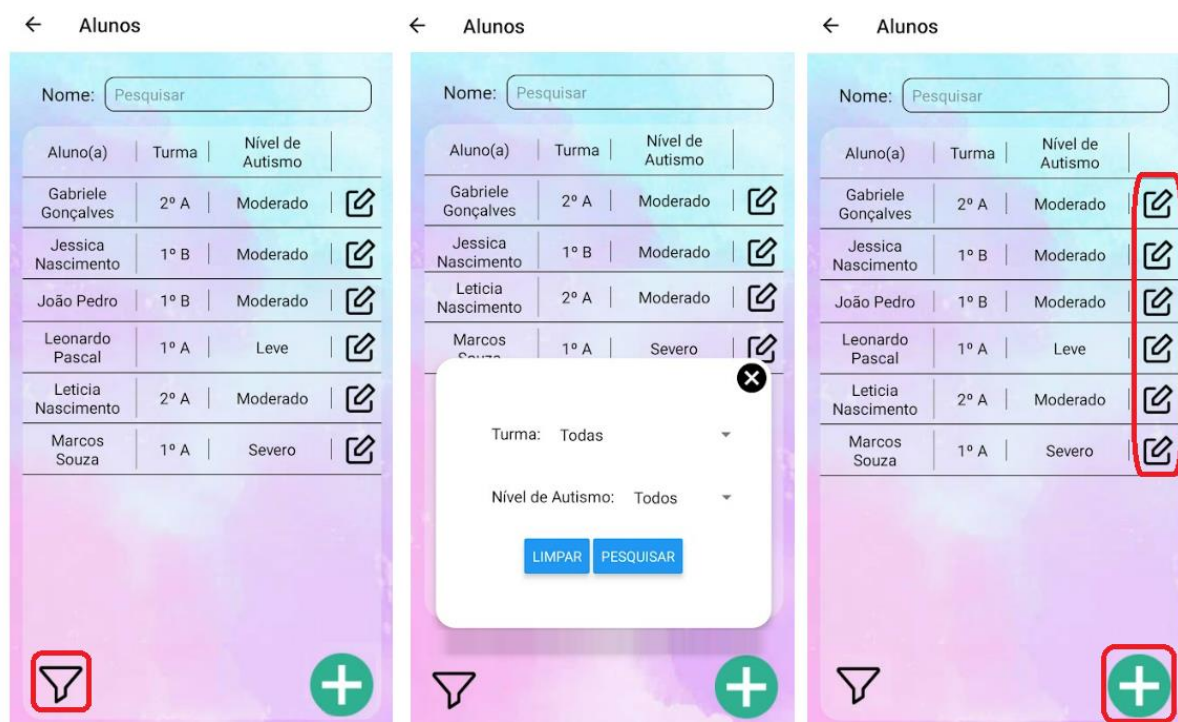 Alunos
Nome: Pesquisar
Aluno(a) Turma Nível de
Autismo
Gabriele
Gonçalves 2º A Moderado
Jessica
Nascimento 1º B Moderado
João Pedro 1º B Moderado
Leonardo
Pascal 1º A Leve
Leticia
Nascimento 2º A Moderado
Marcos
Souza 1º A Severo
Alunos
Nome: Pesquisar
Aluno(a) Turma Nível de
Autismo
Gabriele
Gonçalves 2º A Moderado
Jessica
Nascimento 1º B Moderado
Leticia
Nascimento 2º A Moderado
Marcos
Souza 1º A Severo
Turma: Todas
Nível de Autismo: Todos
LIMPAR PESQUISAR
Alunos
Nome: Pesquisar
Aluno(a) Turma Nível de
Autismo
Gabriele
Gonçalves 2º A Moderado
Jessica
Nascimento 1º B Moderado
João Pedro 1º B Moderado
Leonardo
Pascal 1º A Leve
Leticia
Nascimento 2º A Moderado
Marcos
Souza 1º A Severo